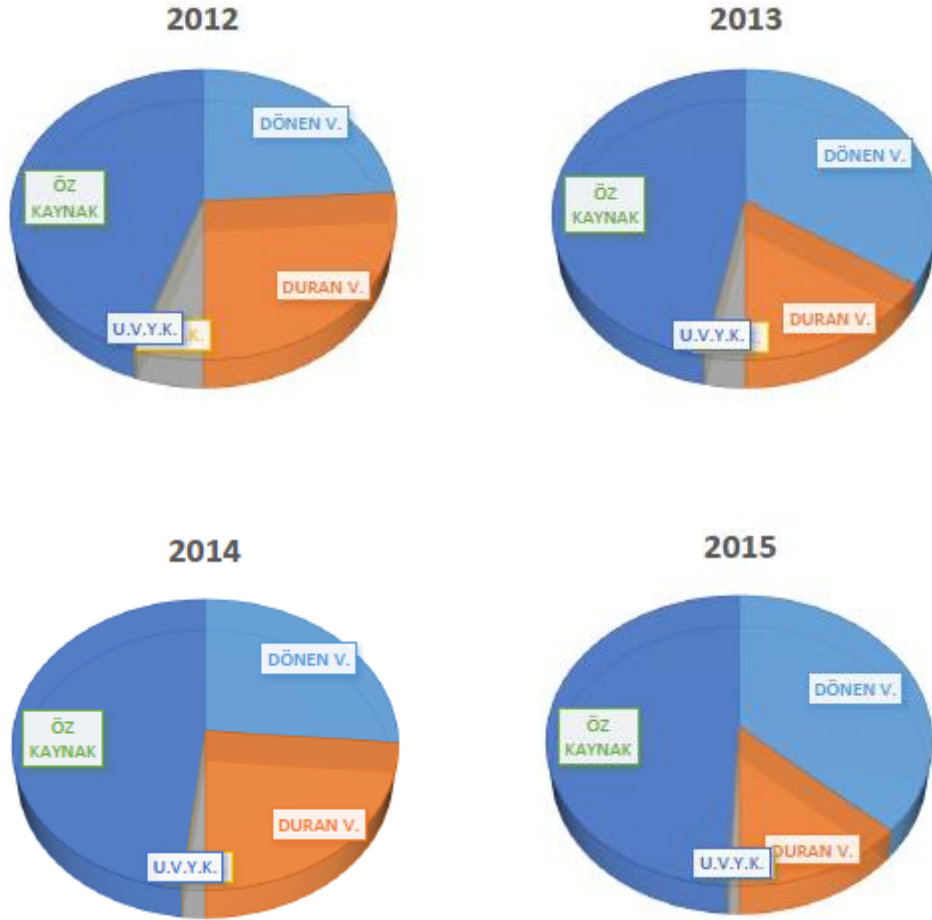 2012
DÖNEN V.
ÖZ
KAYNAK
DURAN V.
U.V.Y.K.
.K.
2013
DÖNEN V.
ÖZ
KAYNAK
DURAN V.
U.V.Y.K.
2014
DÖNEN V.
ÖZ
KAYNAK
DURAN V.
U.V.Y.K.
2015
DÖNEN V.
ÖZ
KAYNAK
DURAN V.
U.V.Y.K.